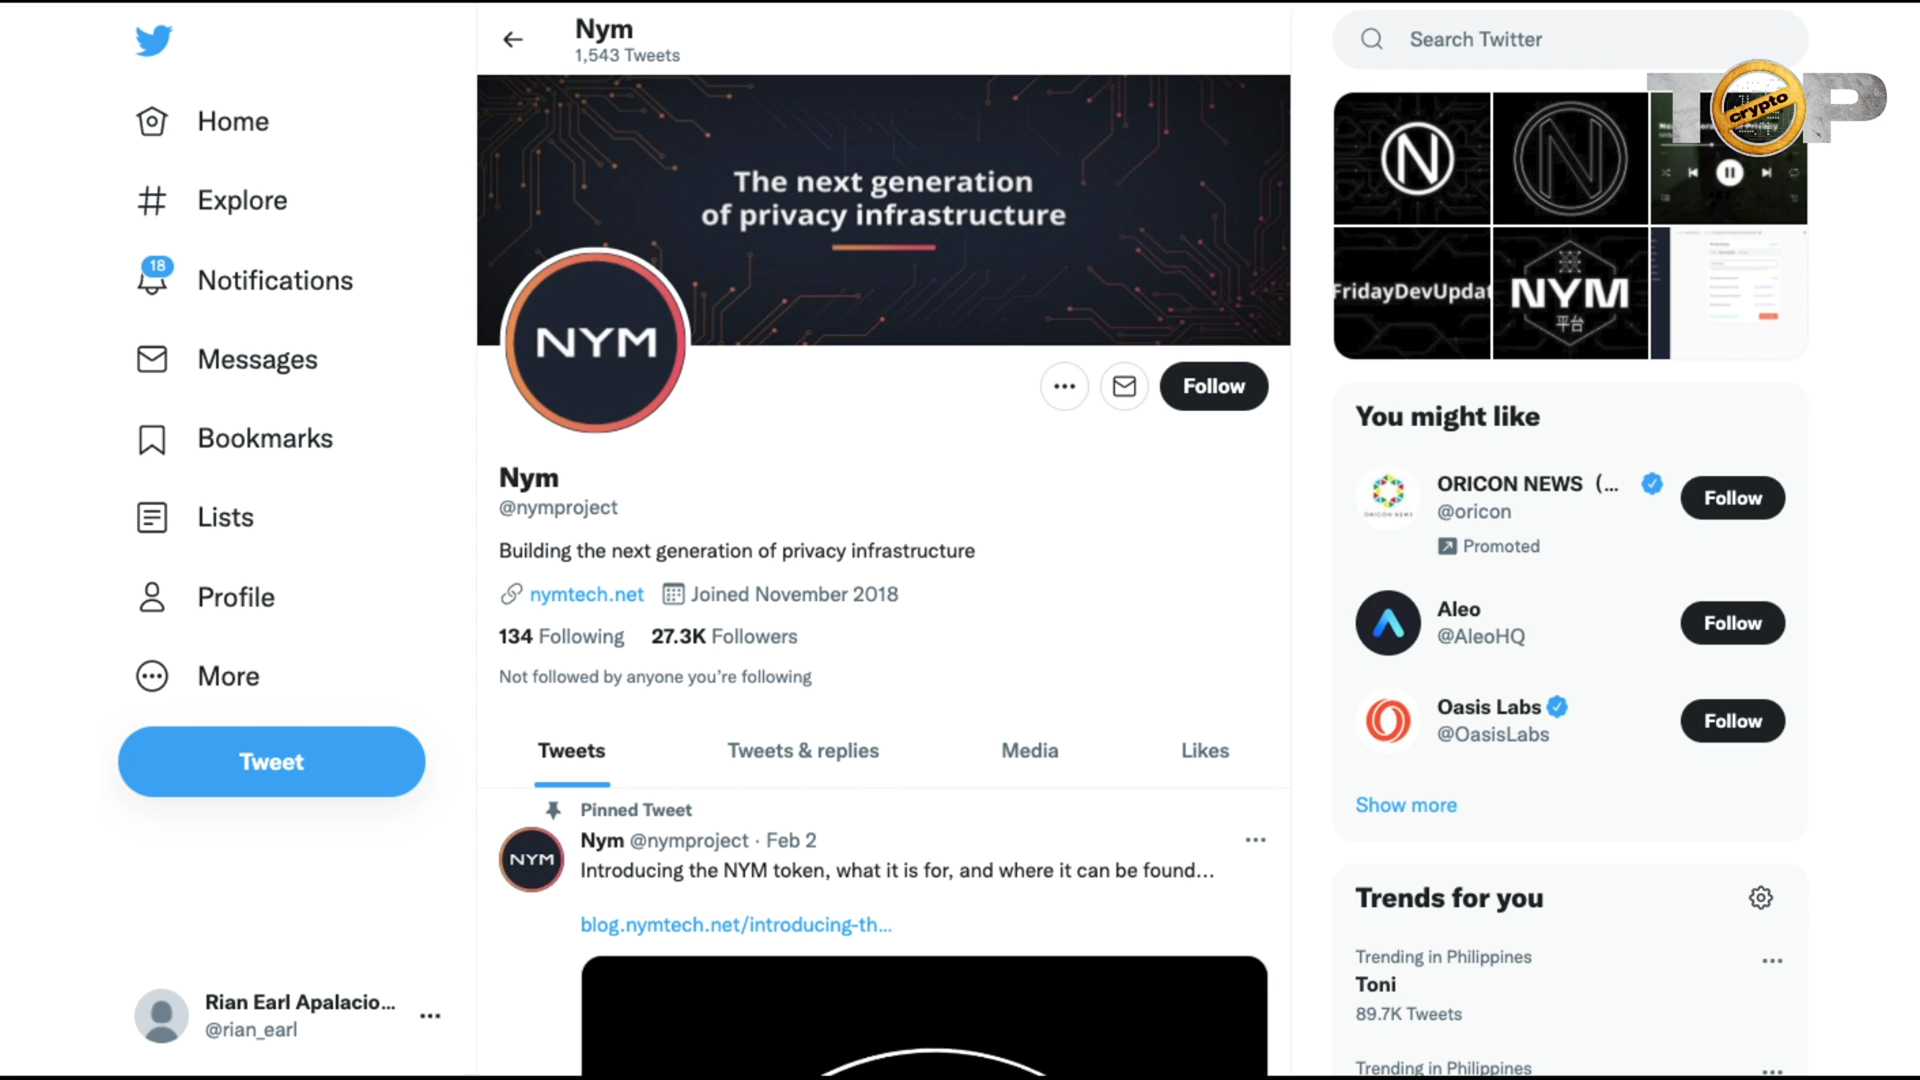 Home
Explore
18
Notifications
Messages
Bookmarks
Lists
Profile
More
Tweet
Rian Earl Apalacio...
@rian_earl
Nym
1,543 Tweets
The next generation
of privacy infrastructure
NYM
Follow
Nym
@nymproject
Building the next generation of privacy infrastructure
nymtech.net Joined November 2018
134 Following 27.3K Followers
Not followed by anyone you’re following
Tweets Tweets & replies Media Likes
Pinned Tweet
Nym @nymproject · Feb 2
NYM
Introducing the NYM token, what it is for, and where it can be found...
blog.nymtech.net/introducing-th...
Search Twitter
TOP
crypto
N
N
FridayDevUpdat
NYM
平台
You might like
ORICON NEWS（...
@oricon
Promoted
Follow
ORICON NEWS
Aleo
@AleoHQ
Follow
Oasis Labs
@OasisLabs
Follow
Show more
Trends for you
Trending in Philippines
Toni
89.7K Tweets
Trending in Philippines